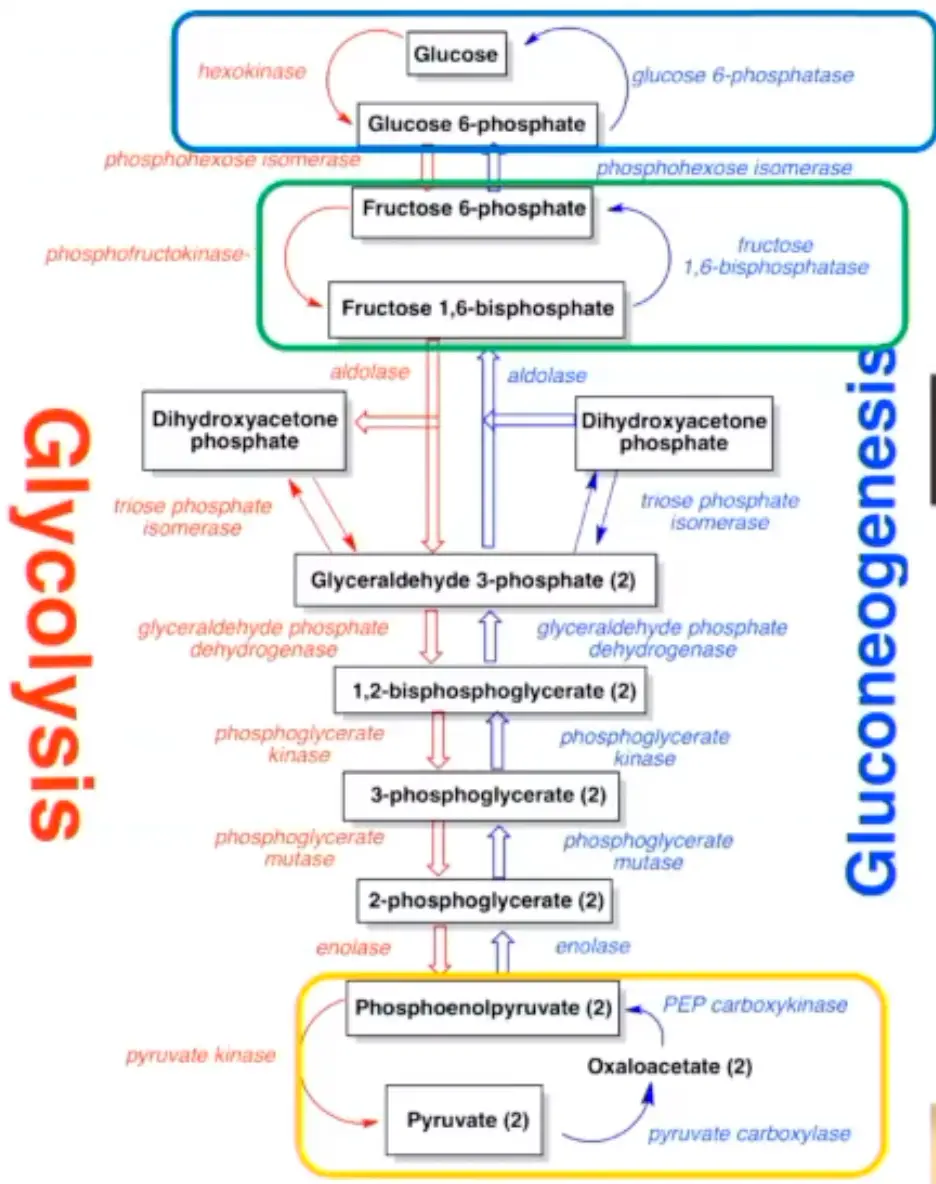 Glucose
hexokinase
glucose 6-phosphatase
Glucose 6-phosphate
phosphohexose isomerase
phosphohexose isomerase
Fructose 6-phosphate
phosphofructokinase-
fructose
1,6-bisphosphatase
Fructose 1,6-bisphosphate
aldolase
aldolase
Dihydroxyacetone
phosphate
Dihydroxyacetone
phosphate
triose phosphate
isomerase
triose phosphate
isomerase
Glycolysis
Gluconeogenesis
Glyceraldehyde 3-phosphate (2)
glyceraldehyde phosphate
dehydrogenase
glyceraldehyde phosphate
dehydrogenase
1,2-bisphosphoglycerate (2)
phosphoglycerate
kinase
phosphoglycerate
kinase
3-phosphoglycerate (2)
phosphoglycerate
mutase
phosphoglycerate
mutase
2-phosphoglycerate (2)
enolase
enolase
Phosphoenolpyruvate (2)
PEP carboxykinase
pyruvate kinase
Oxaloacetate (2)
Pyruvate (2)
pyruvate carboxylase